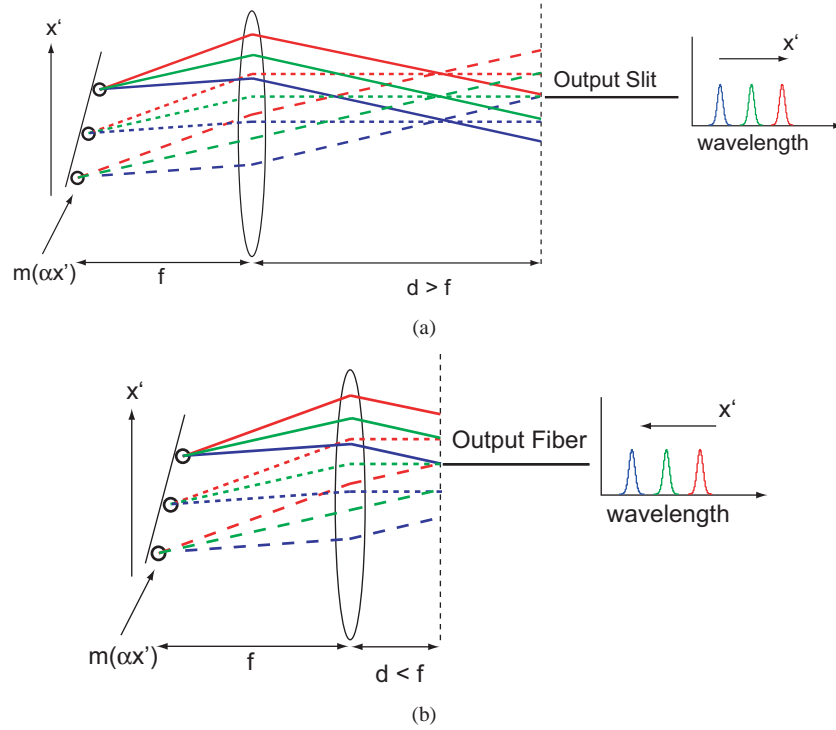 x‘
Output Slit
x‘
wavelength
m(αx’)
f
d > f
(a)
x‘
Output Fiber
x‘
wavelength
m(αx’)
f
d < f
(b)